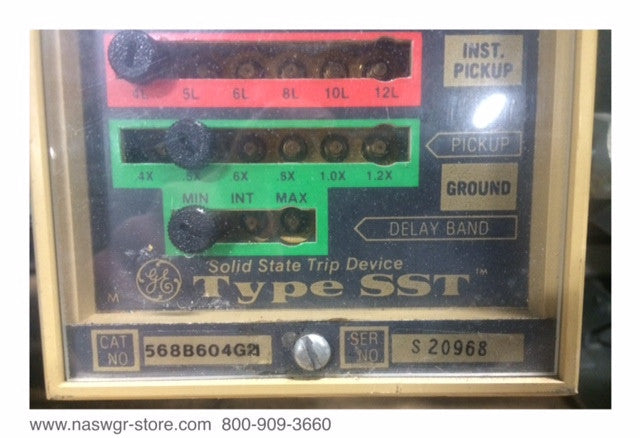 INST.
PICKUP
4L 5L 6L 8L 10L 12L
PICKUP
.4X .5X .6X .8X 1.0X 1.2X
GROUND
MIN INT MAX
DELAY BAND
Solid State Trip Device
GE Type SST TM
M
CAT NO 568B604G21 SER NO S 20968
www.naswgr-store.com 800-909-3660